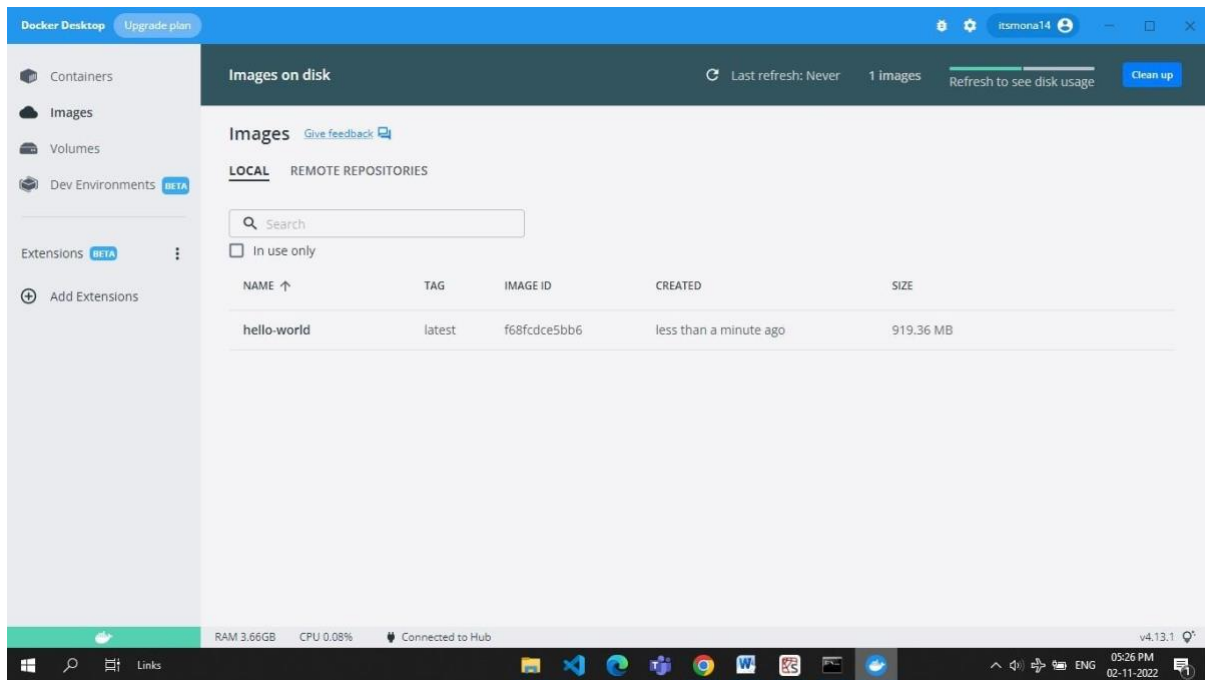 Docker Desktop Upgrade plan itsmona14
Containers
Images
Volumes
Dev Environments BETA
Extensions BETA
Add Extensions
Images on disk Last refresh: Never 1 images Refresh to see disk usage Clean up
Images Give feedback
LOCAL REMOTE REPOSITORIES
Search
In use only
NAME TAG IMAGE ID CREATED SIZE
hello-world latest f68fcdce5bb6 less than a minute ago 919.36 MB
RAM 3.66GB CPU 0.08% Connected to Hub v4.13.1
Links ENG 05:26 PM
02-11-2022